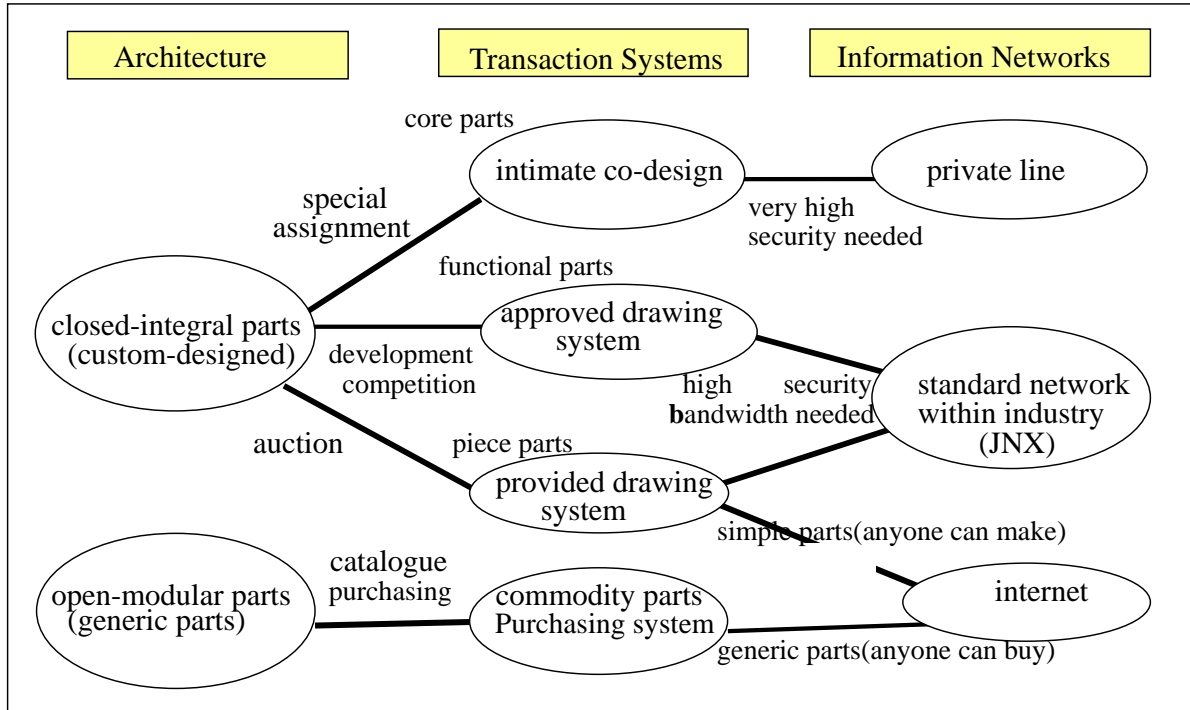 Architecture
Transaction Systems
Information Networks
core parts
intimate co-design
private line
special
assignment
very high
security needed
functional parts
closed-integral parts
(custom-designed)
approved drawing
system
development
competition
high security
bandwidth needed
standard network
within industry
(JNX)
auction
piece parts
provided drawing
system
simple parts(anyone can make)
open-modular parts
(generic parts)
catalogue
purchasing
commodity parts
Purchasing system
internet
generic parts(anyone can buy)